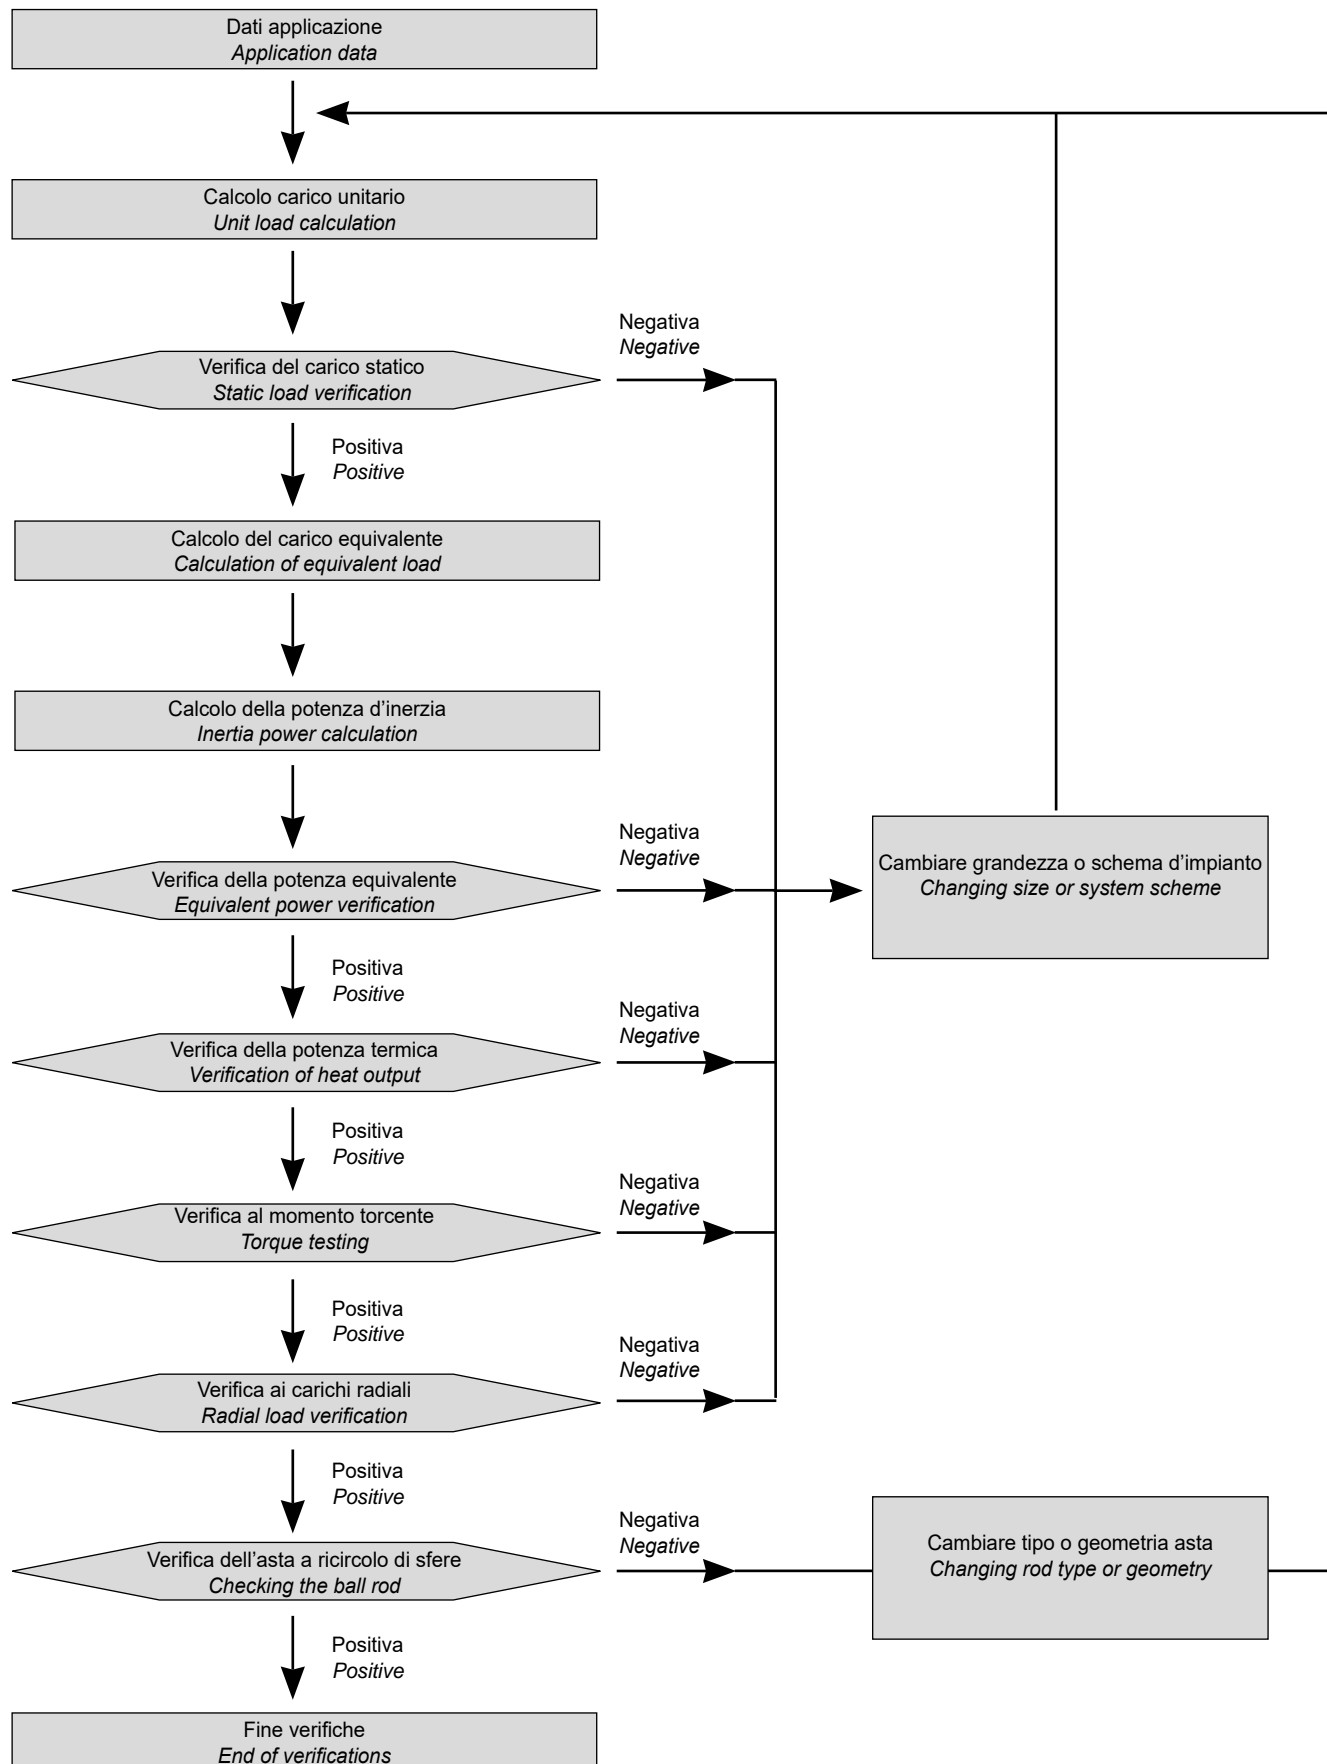 Dati applicazione
Application data
Calcolo carico unitario
Unit load calculation
Negativa
Negative
Verifica del carico statico
Static load verification
Positiva
Positive
Calcolo del carico equivalente
Calculation of equivalent load
Calcolo della potenza d'inerzia
Inertia power calculation
Negativa
Negative
Verifica della potenza equivalente
Equivalent power verification
Cambiare grandezza o schema d'impianto
Changing size or system scheme
Positiva
Positive
Negativa
Negative
Verifica della potenza termica
Verification of heat output
Positiva
Positive
Negativa
Negative
Verifica al momento torcente
Torque testing
Positiva
Positive
Negativa
Negative
Verifica ai carichi radiali
Radial load verification
Positiva
Positive
Negativa
Negative
Verifica dell'asta a ricircolo di sfere
Checking the ball rod
Cambiare tipo o geometria asta
Changing rod type or geometry
Positiva
Positive
Fine verifiche
End of verifications